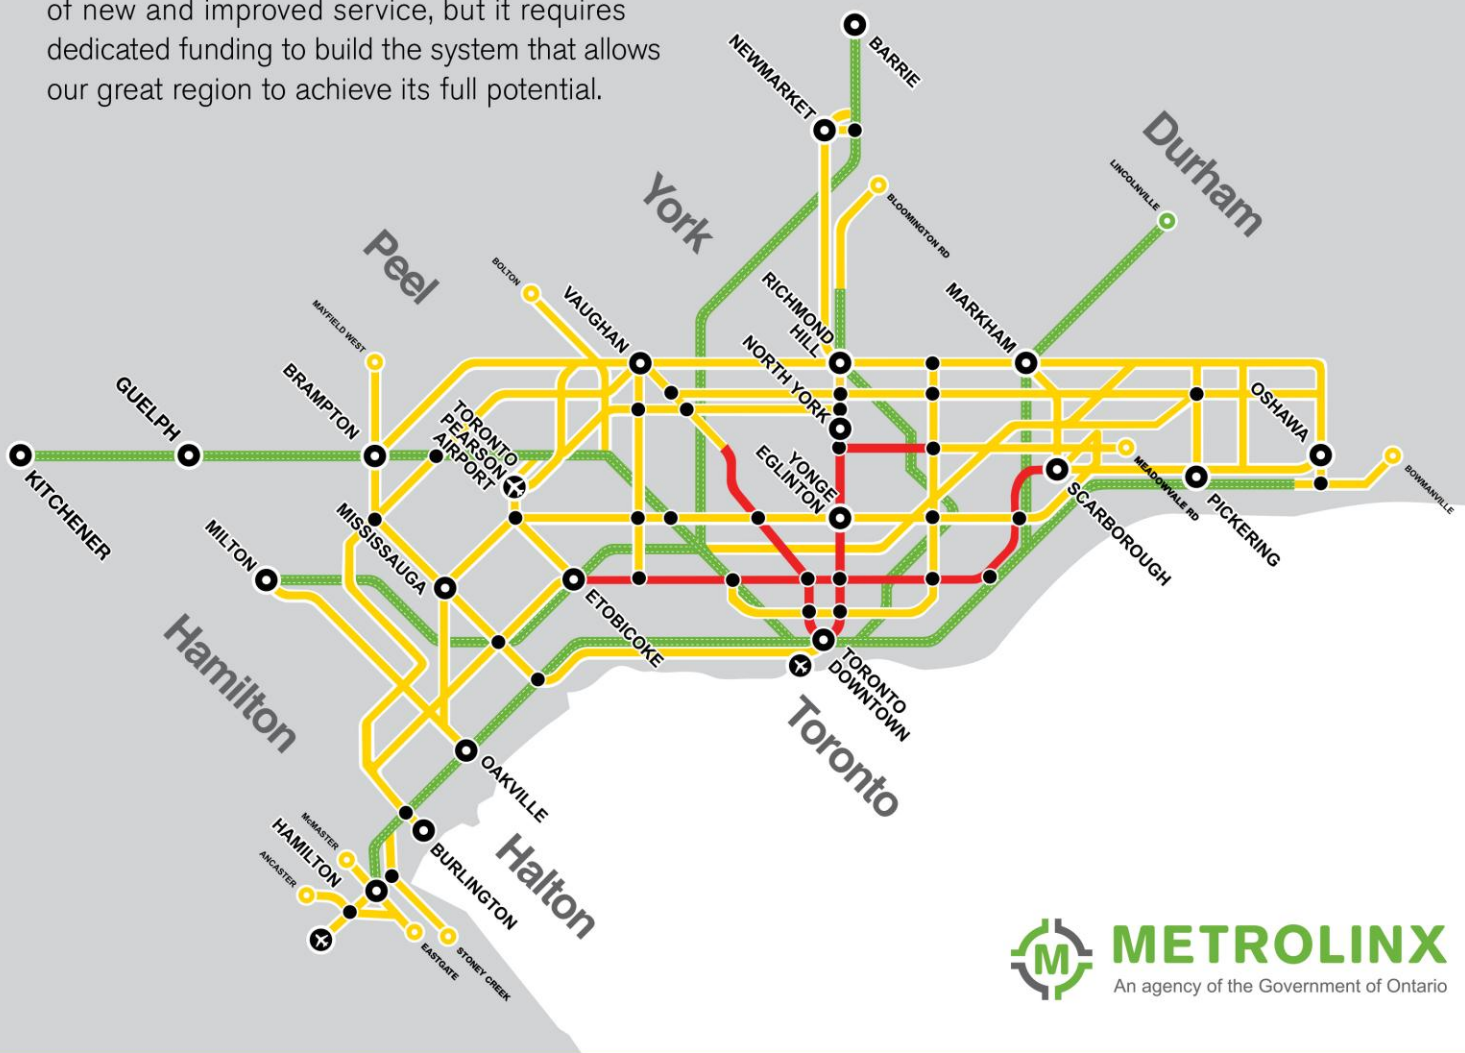 of new and improved service, but it requires
dedicated funding to build the system that allows
our great region to achieve its full potential.
BARRIE
NEWMARKET
Durham
LINCOLNVILLE
York
BLOOMINGTON RD
Peel
BOLTON
VAUGHAN
RICHMOND
HILL
MARKHAM
MAYFIELD WEST
NORTH YORK
BRAMPTON
GUELPH
TORONTO
PEARSON
AIRPORT
YONGE
EGLINTON
OSHAWA
KITCHENER
MEADOWVALE RD
BOWMANVILLE
MILTON
MISSISSAUGA
SCARBOROUGH
PICKERING
ETOBICOKE
Hamilton
TORONTO
DOWNTOWN
Toronto
OAKVILLE
McMASTER
HAMILTON
ANCASTER
BURLINGTON
Halton
EASTGATE
STONEY CREEK
M
METROLINX
An agency of the Government of Ontario